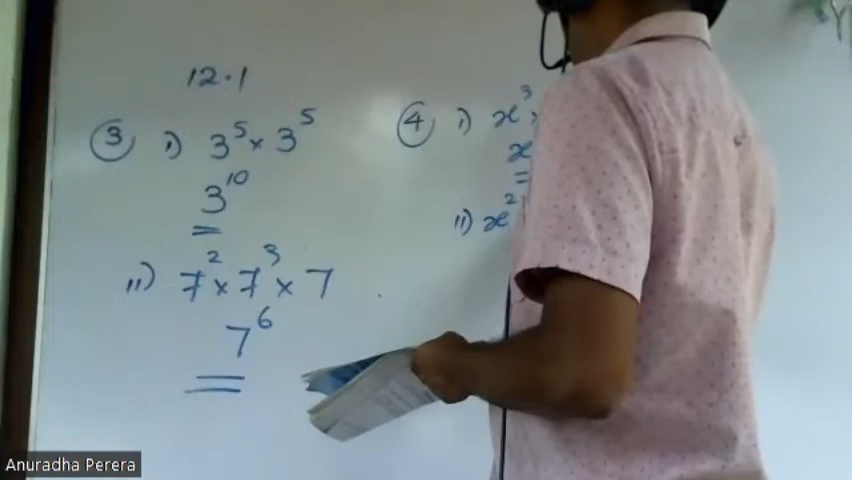 12.1
③ i) 3⁵ × 3⁵
3¹⁰
ii) 7² × 7³ × 7
7⁶
④ i) x³
x
=
ii) x²
Anuradha Perera